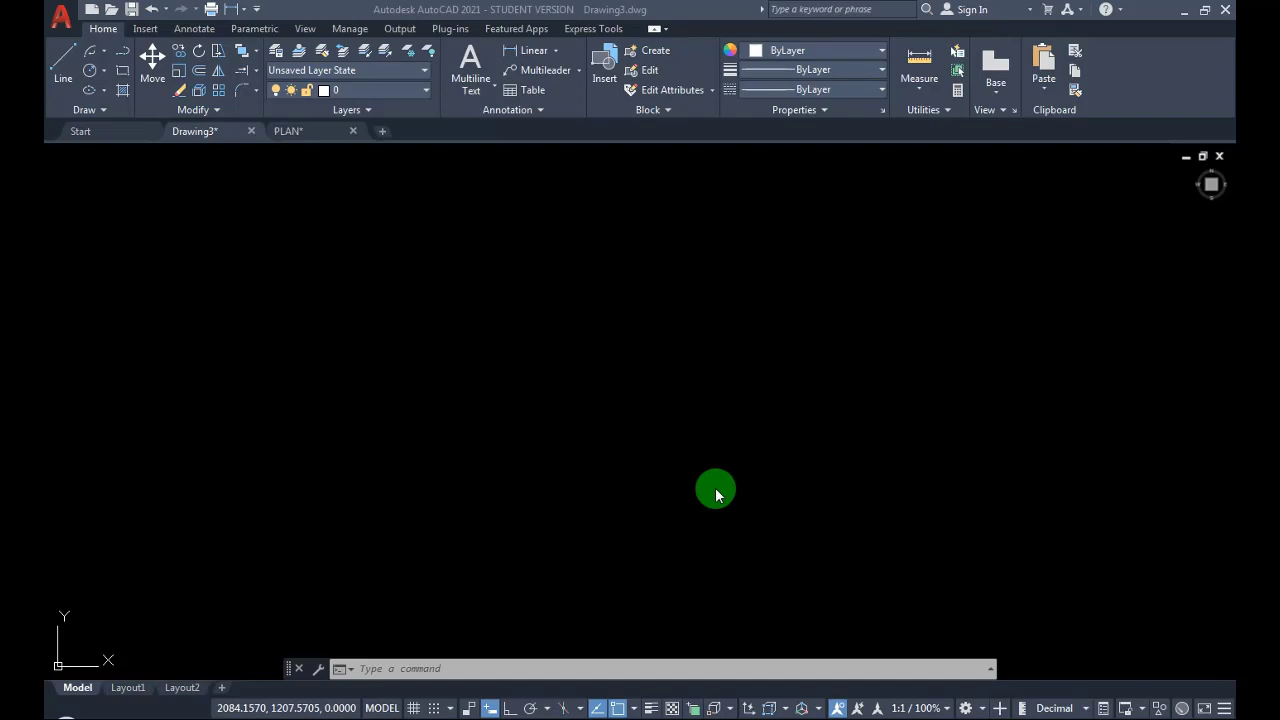 Autodesk AutoCAD 2021 - STUDENT VERSION Drawing3.dwg
Type a keyword or phrase
Sign In
Home Insert Annotate Parametric View Manage Output Plug-ins Featured Apps Express Tools
Line
Move
Unsaved Layer State
0
Multiline
Text
Linear
Multileader
Table
Insert
Create
Edit
Edit Attributes
ByLayer
ByLayer
ByLayer
Measure
Base
Paste
Draw Modify Layers Annotation Block Properties Utilities View Clipboard
Start Drawing3* PLAN*
Y
X
Type a command
Model Layout1 Layout2
2084.1570, 1207.5705, 0.0000 MODEL 1:1 / 100% Decimal